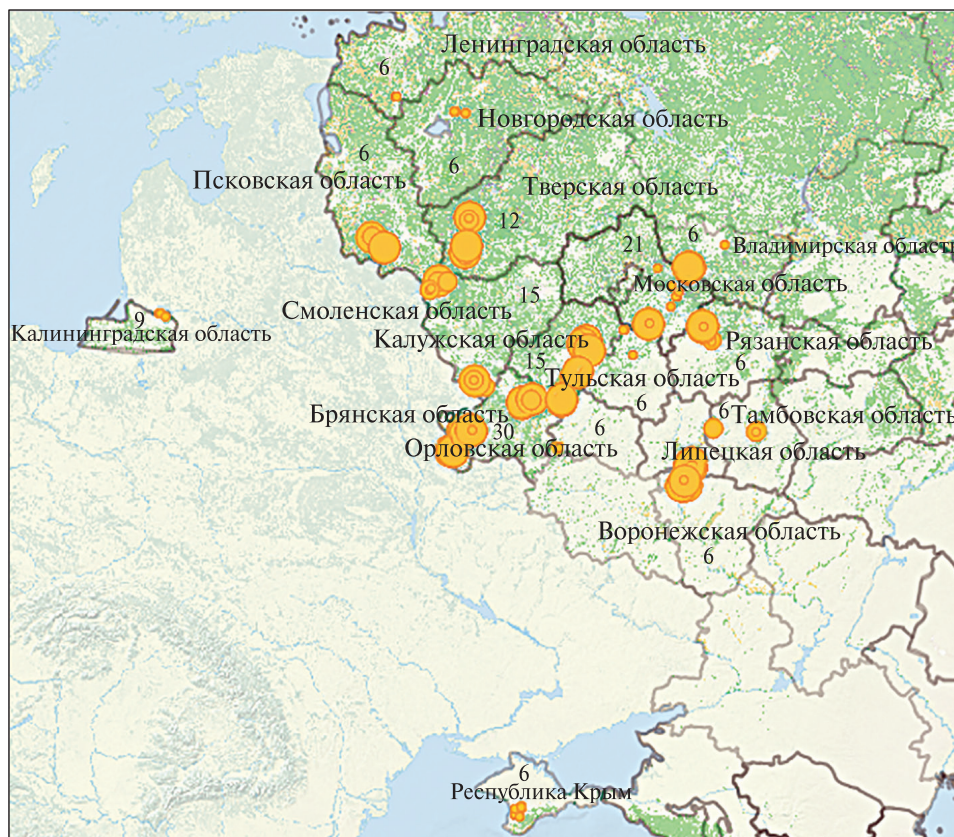 Ленинградская область
6
Новгородская область
6
6
Псковская область
Тверская область
12
21
6
Владимирская область
Московская область
15
Смоленская область
9
Калининградская область
Калужская область
Рязанская область
15
6
Тульская область
6
Брянская область
30
6
6
Тамбовская область
Орловская область
Липецкая область
Воронежская область
6
6
Республика Крым